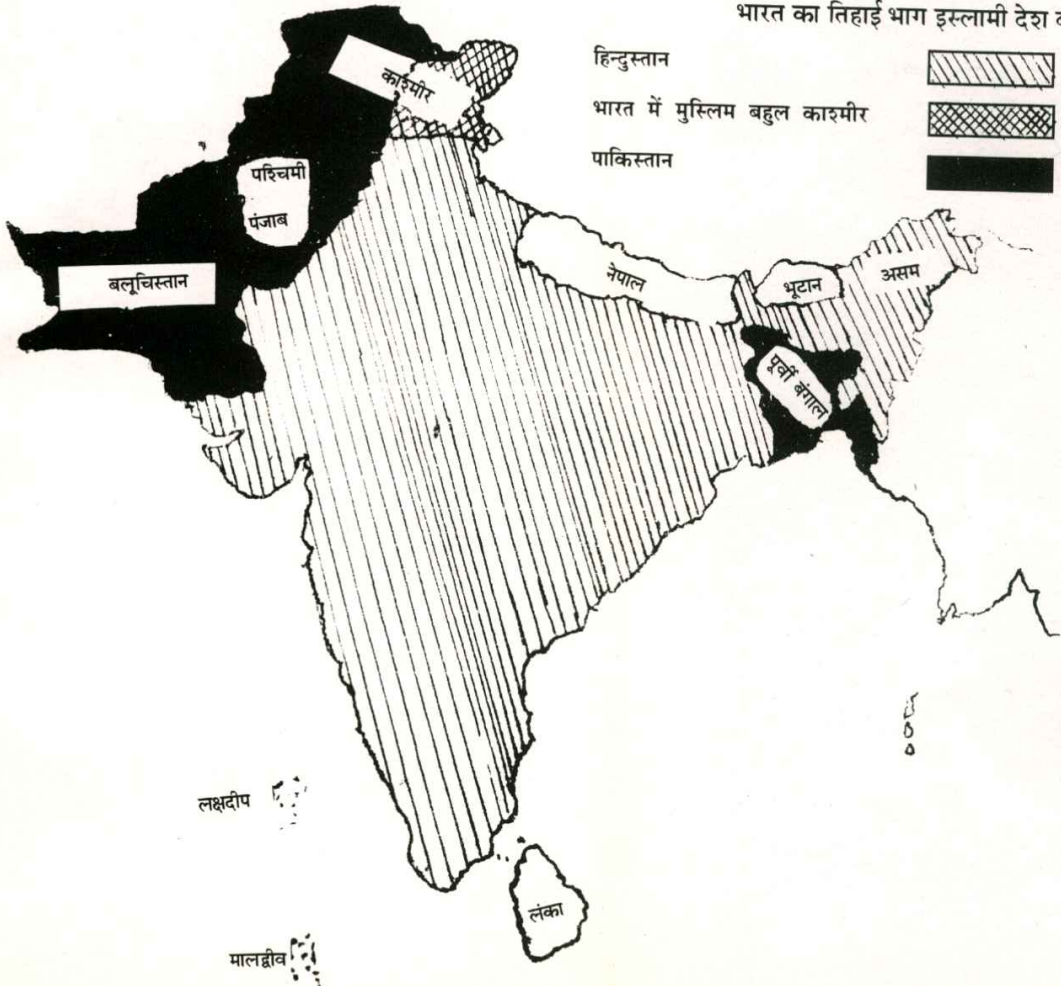 भारत का तिहाई भाग इस्लामी देश
हिन्दुस्तान
भारत में मुस्लिम बहुल काश्मीर
पाकिस्तान
काश्मीर
पश्चिमी
पंजाब
बलूचिस्तान
नेपाल
भूटान
असम
पूर्वी बंगाल
लक्षदीप
लंका
मालद्वीव